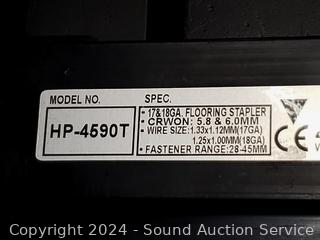 MODEL NO.
SPEC.
HP-4590T
• 17&18GA. FLOORING STAPLER
• CRWON: 5.8 & 6.0MM
• WIRE SIZE:1.33x1.12MM(17GA)
1.25x1.00MM(18GA)
• FASTENER RANGE:28-45MM
CE
Copyright 2024 - Sound Auction Service